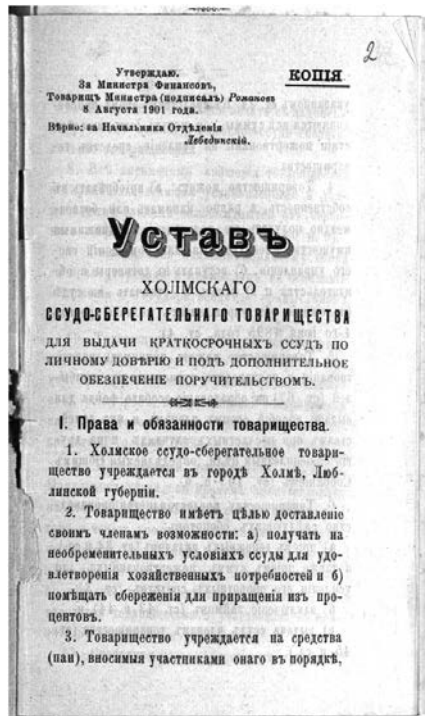 2
Утверждаю.
КОПІЯ
За Министра Финансовъ,
Товарищъ Министра (подписалъ) Романовъ
8 Августа 1901 года.
Вѣрно: за Начальника Отдѣленія
Лебединскій.
Уставъ
ХОЛМСКАГО
ССУДО-СБЕРЕГАТЕЛЬНАГО ТОВАРИЩЕСТВА
ДЛЯ ВЫДАЧИ КРАТКОСРОЧНЫХЪ ССУДЪ ПО
ЛИЧНОМУ ДОВѢРІЮ И ПОДЪ ДОПОЛНИТЕЛЬНОЕ
ОБЕЗПЕЧЕНІЕ ПОРУЧИТЕЛЬСТВОМЪ.
I. Права и обязанности товарищества.
1. Холмское ссудо-сберегательное товари-
щество учреждается въ городѣ Холмѣ, Люб-
линской губерніи.
2. Товарищество имѣетъ цѣлью доставленіе
своимъ членамъ возможности: а) получать на
необременительныхъ условіяхъ ссуды для удо-
влетворенія хозяйственныхъ потребностей и б)
помѣщать сбереженія для приращенія изъ про-
центовъ.
3. Товарищество учреждается на средства
(паи), вносимыя участниками онаго въ порядкѣ,